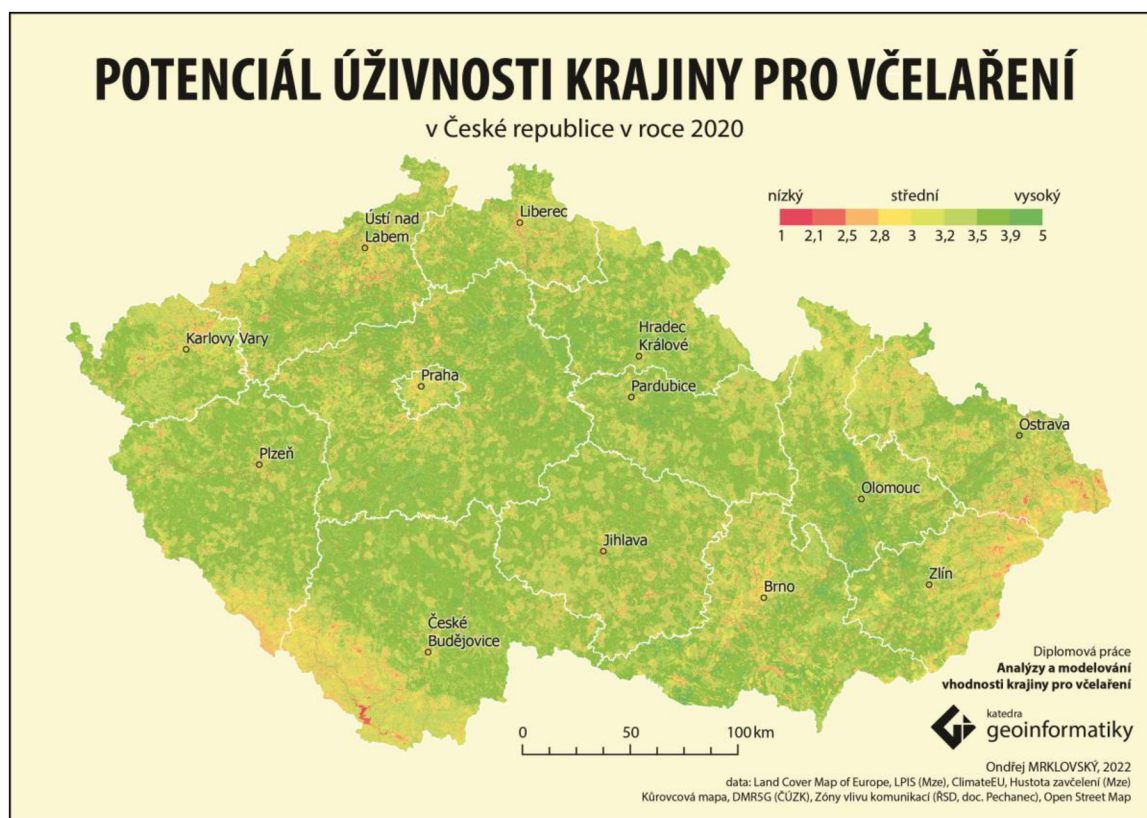 POTENCIÁL ÚŽIVNOSTI KRAJINY PRO VČELAŘENÍ
v České republice v roce 2020
nízký střední vysoký
1 2,1 2,5 2,8 3 3,2 3,5 3,9 5
Ústí nad
Labem
Liberec
Karlovy Vary
Hradec
Králové
Praha
Pardubice
Plzeň
Ostrava
Olomouc
Jihlava
Brno
Zlín
České
Budějovice
0 50 100 km
Diplomová práce
Analýzy a modelování
vhodnosti krajiny pro včelaření
katedra
geoinformatiky
Ondřej MRKLOVSKÝ, 2022
data: Land Cover Map of Europe, LPIS (Mze), ClimateEU, Hustota zavčelení (Mze)
Kůrovcová mapa, DMR5G (ČÚZK), Zóny vlivu komunikací (ŘSD, doc. Pechanec), Open Street Map